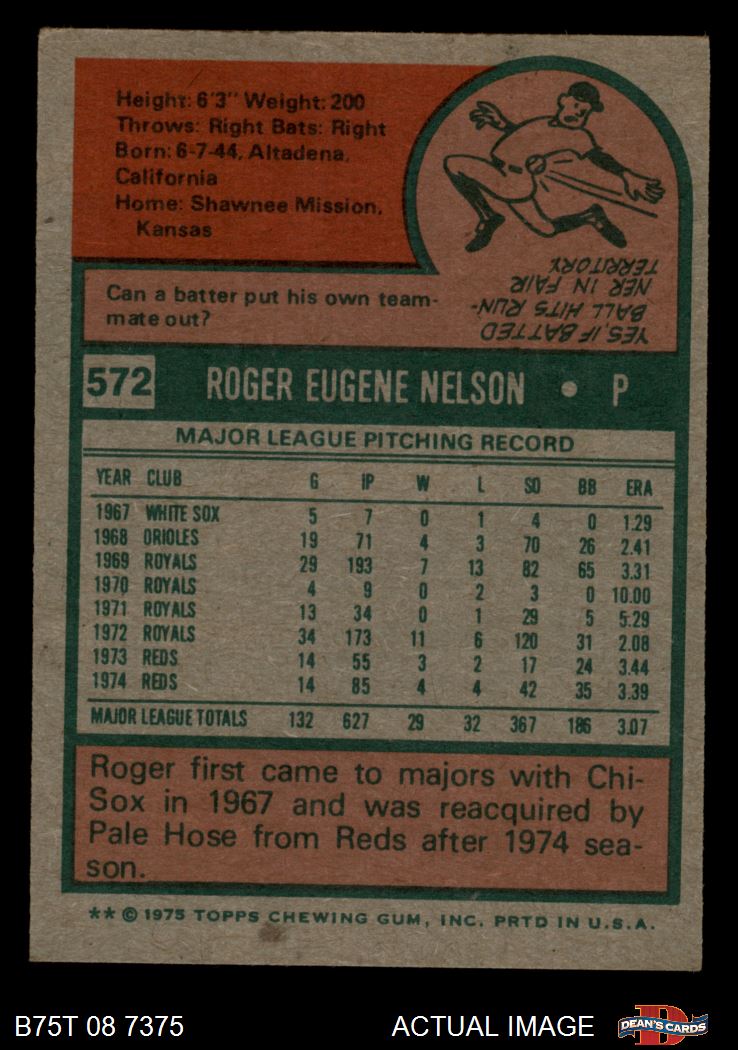 Height: 6'3" Weight: 200
Throws: Right Bats: Right
Born: 6-7-44, Altadena,
California
Home: Shawnee Mission,
Kansas
Can a batter put his own team-
mate out?
YES, IF BATTED
BALL HITS RUN-
NER IN FAIR
TERRITORY.
572 ROGER EUGENE NELSON • P
MAJOR LEAGUE PITCHING RECORD
YEAR CLUB G IP W L SO BB ERA
1967 WHITE SOX 5 7 0 1 4 0 1.29
1968 ORIOLES 19 71 4 3 70 26 2.41
1969 ROYALS 29 193 7 13 82 65 3.31
1970 ROYALS 4 9 0 2 3 0 10.00
1971 ROYALS 13 34 0 1 29 5 5.29
1972 ROYALS 34 173 11 6 120 31 2.08
1973 REDS 14 55 3 2 17 24 3.44
1974 REDS 14 85 4 4 42 35 3.39
MAJOR LEAGUE TOTALS 132 627 29 32 367 186 3.07
Roger first came to majors with Chi-
Sox in 1967 and was reacquired by
Pale Hose from Reds after 1974 sea-
son.
** © 1975 TOPPS CHEWING GUM, INC. PRTD IN U.S.A.
B75T 08 7375 ACTUAL IMAGE
DEAN'S CARDS